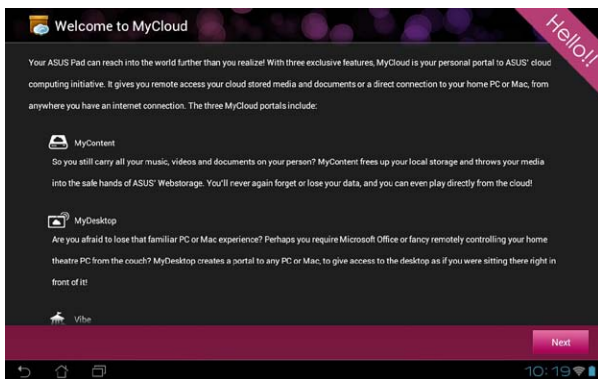 Welcome to MyCloud
Hello!!
Your ASUS Pad can reach into the world further than you realize! With three exclusive features, MyCloud is your personal portal to ASUS' cloud
computing initiative. It gives you remote access your cloud stored media and documents or a direct connection to your home PC or Mac, from
anywhere you have an internet connection. The three MyCloud portals include:
MyContent
So you still carry all your music, videos and documents on your person? MyContent frees up your local storage and throws your media
into the safe hands of ASUS' Webstorage. You'll never again forget or lose your data, and you can even play directly from the cloud!
MyDesktop
Are you afraid to lose that familiar PC or Mac experience? Perhaps you require Microsoft Office or fancy remotely controlling your home
theatre PC from the couch? MyDesktop creates a portal to any PC or Mac, to give access to the desktop as if you were sitting there right in
front of it!
Vibe
Next
10:19